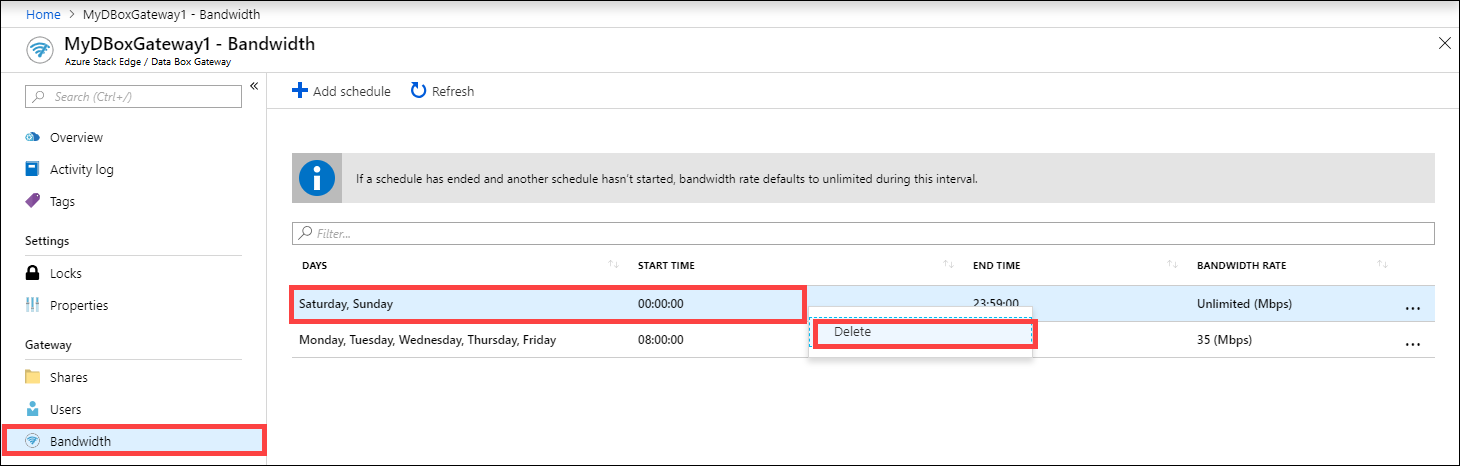 Home > MyDBoxGateway1 - Bandwidth
MyDBoxGateway1 - Bandwidth
Azure Stack Edge / Data Box Gateway
Search (Ctrl+/)
«
Overview
Activity log
Tags
Settings
Locks
Properties
Gateway
Shares
Users
Bandwidth
Add schedule Refresh
If a schedule has ended and another schedule hasn't started, bandwidth rate defaults to unlimited during this interval.
Filter...
DAYS START TIME END TIME BANDWIDTH RATE
Saturday, Sunday 00:00:00 23:59:00 Unlimited (Mbps) ...
Delete
Monday, Tuesday, Wednesday, Thursday, Friday 08:00:00 35 (Mbps) ...